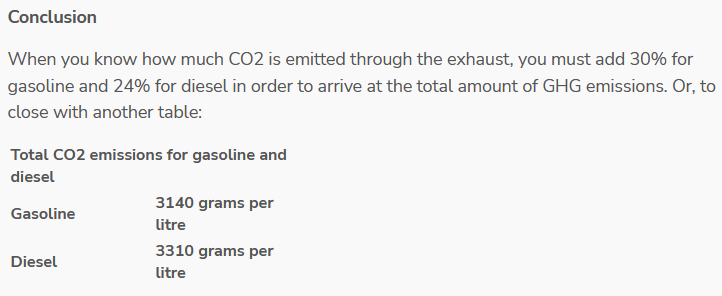 Conclusion
When you know how much CO2 is emitted through the exhaust, you must add 30% for
gasoline and 24% for diesel in order to arrive at the total amount of GHG emissions. Or, to
close with another table:
Total CO2 emissions for gasoline and
diesel
Gasoline
3140 grams per
litre
Diesel
3310 grams per
litre